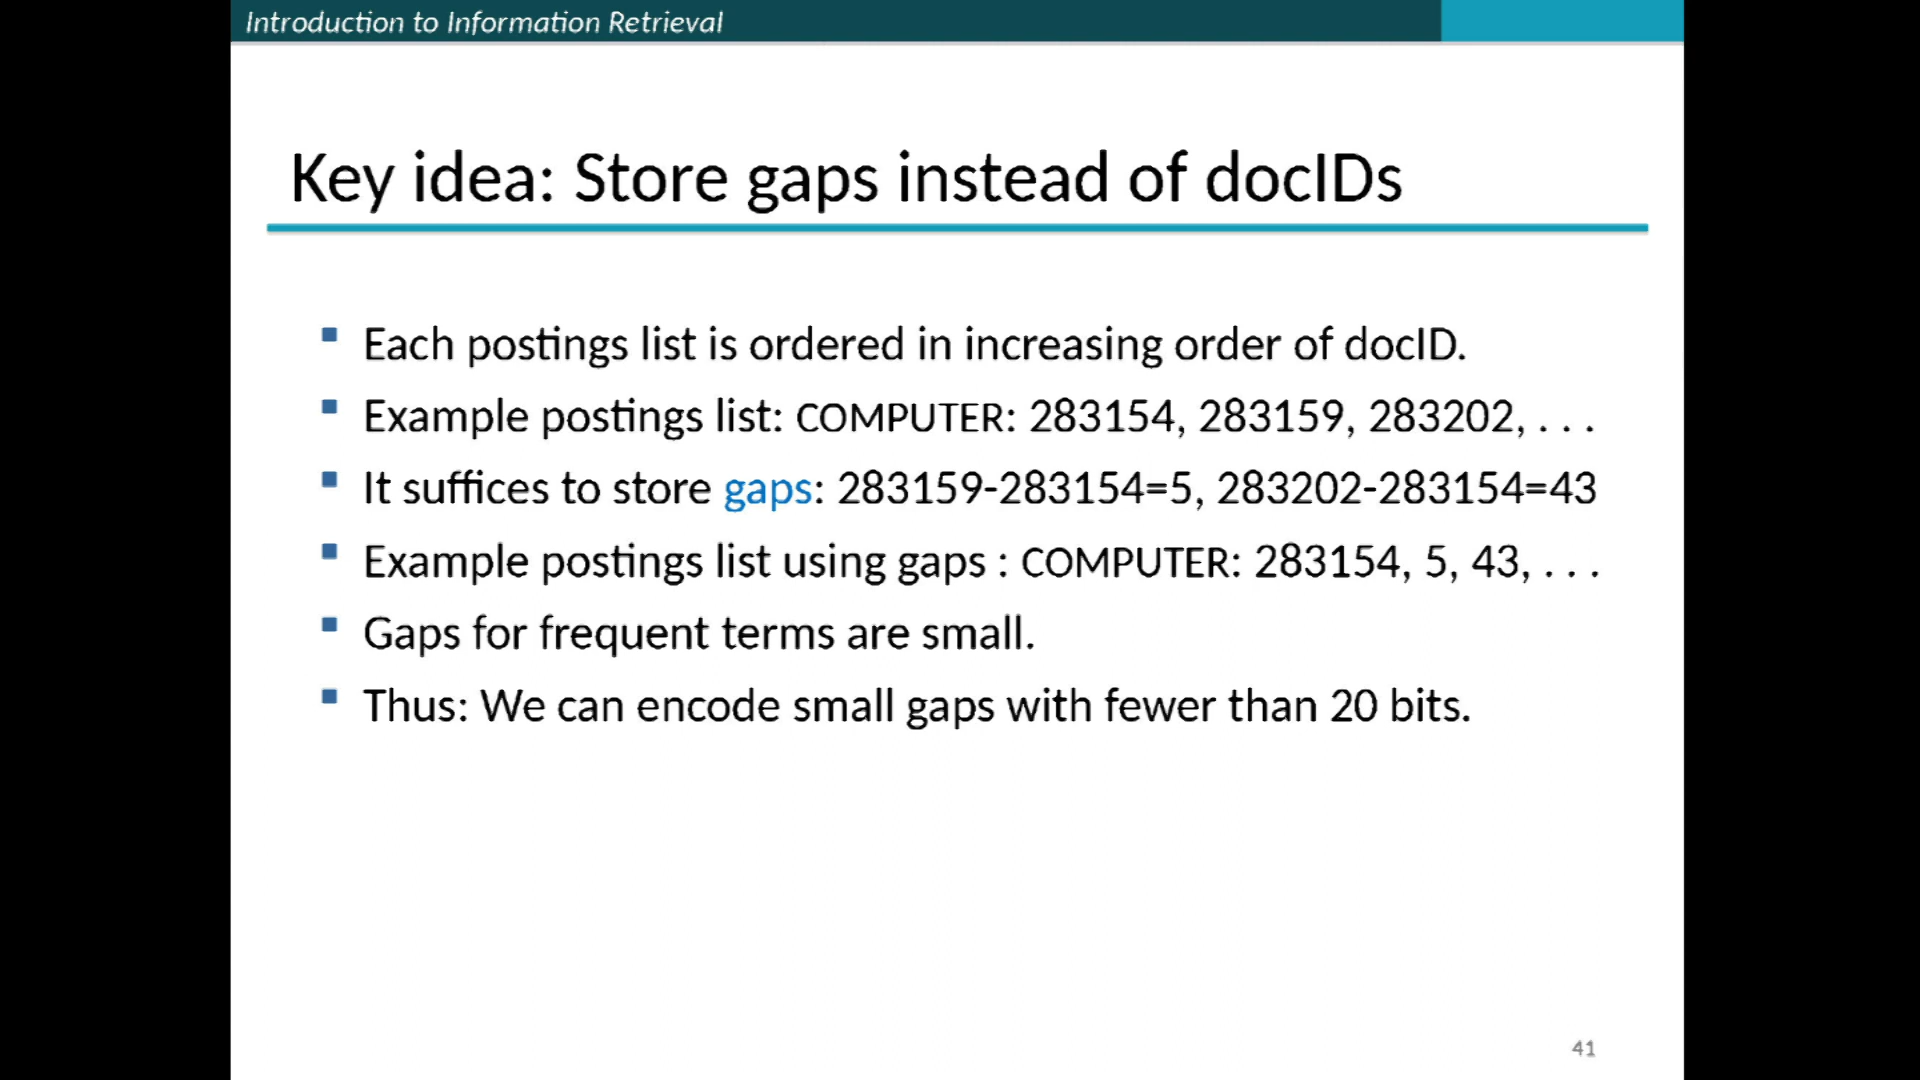 Introduction to Information Retrieval
Key idea: Store gaps instead of docIDs
Each postings list is ordered in increasing order of docID.
Example postings list: COMPUTER: 283154, 283159, 283202, . . .
It suffices to store gaps: 283159-283154=5, 283202-283154=43
Example postings list using gaps : COMPUTER: 283154, 5, 43, . . .
Gaps for frequent terms are small.
Thus: We can encode small gaps with fewer than 20 bits.
41